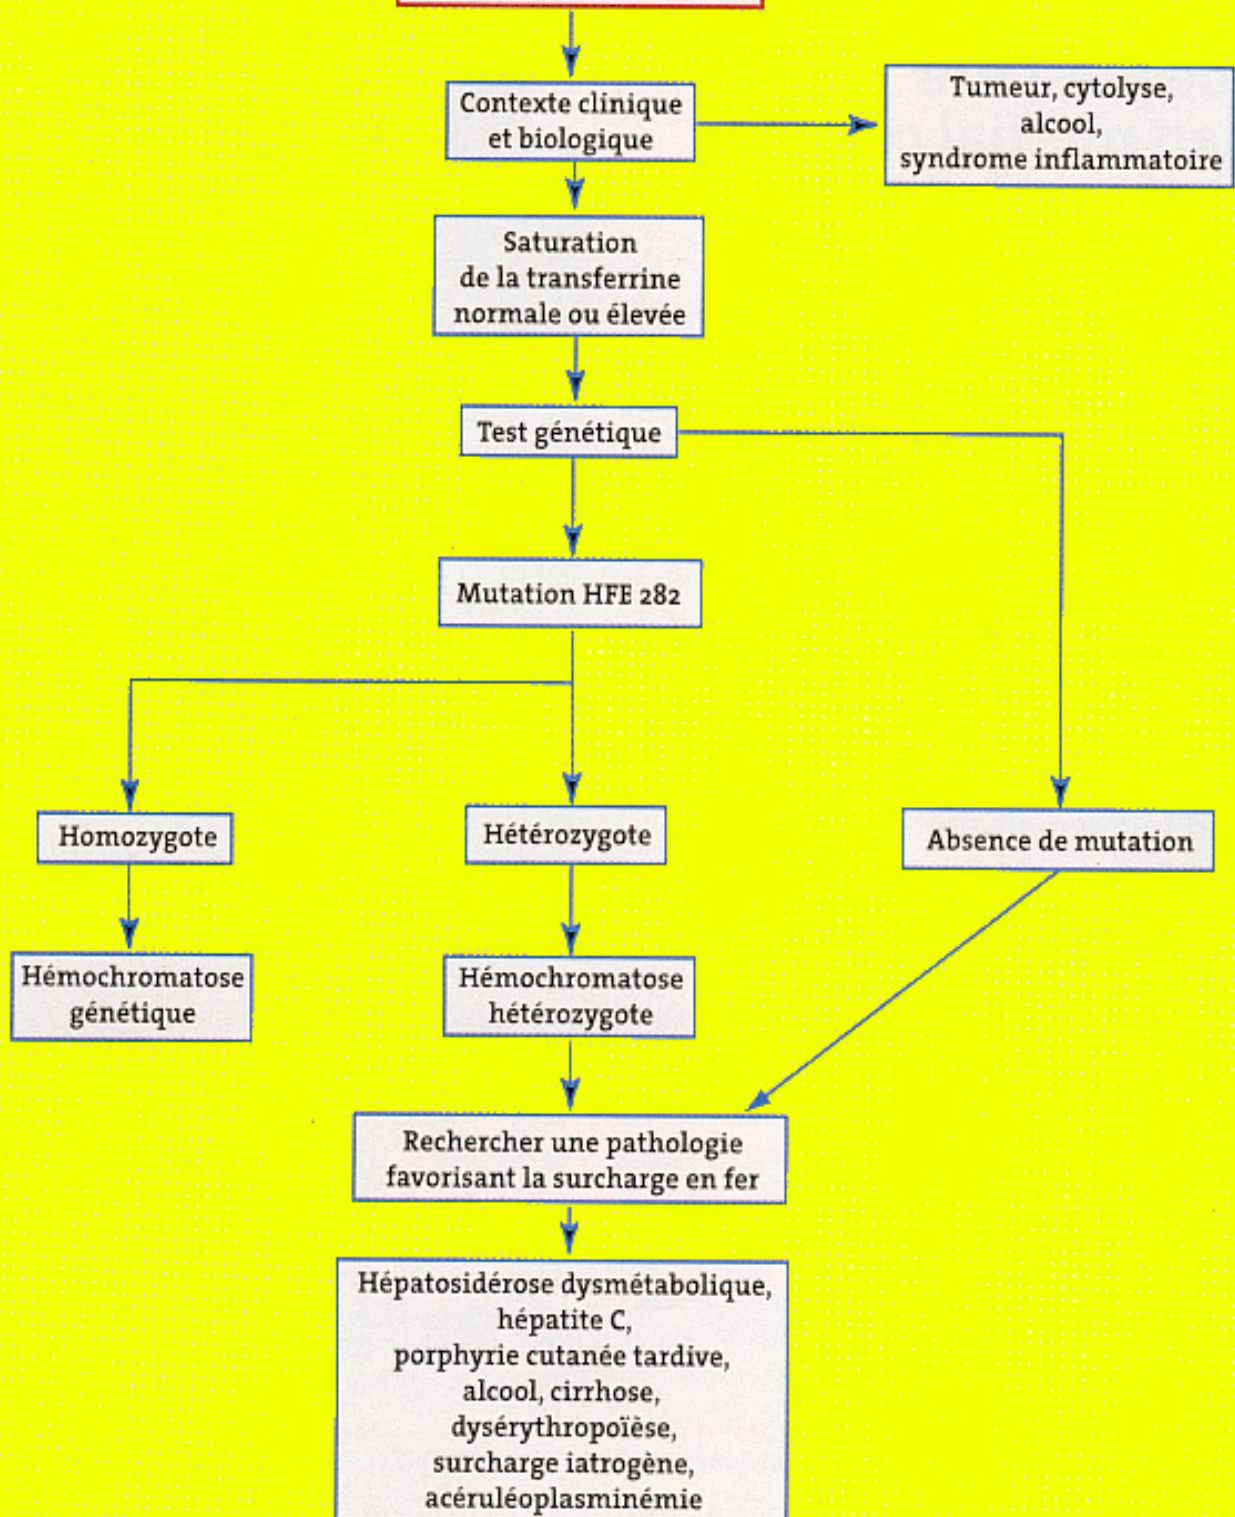 Contexte clinique
et biologique
Tumeur, cytolyse,
alcool,
syndrome inflammatoire
Saturation
de la transferrine
normale ou élevée
Test génétique
Mutation HFE 282
Homozygote
Hétérozygote
Absence de mutation
Hémochromatose
génétique
Hémochromatose
hétérozygote
Rechercher une pathologie
favorisant la surcharge en fer
Hépatosidérose dysmétabolique,
hépatite C,
porphyrie cutanée tardive,
alcool, cirrhose,
dysérythropoïèse,
surcharge iatrogène,
acéruléoplasminémie